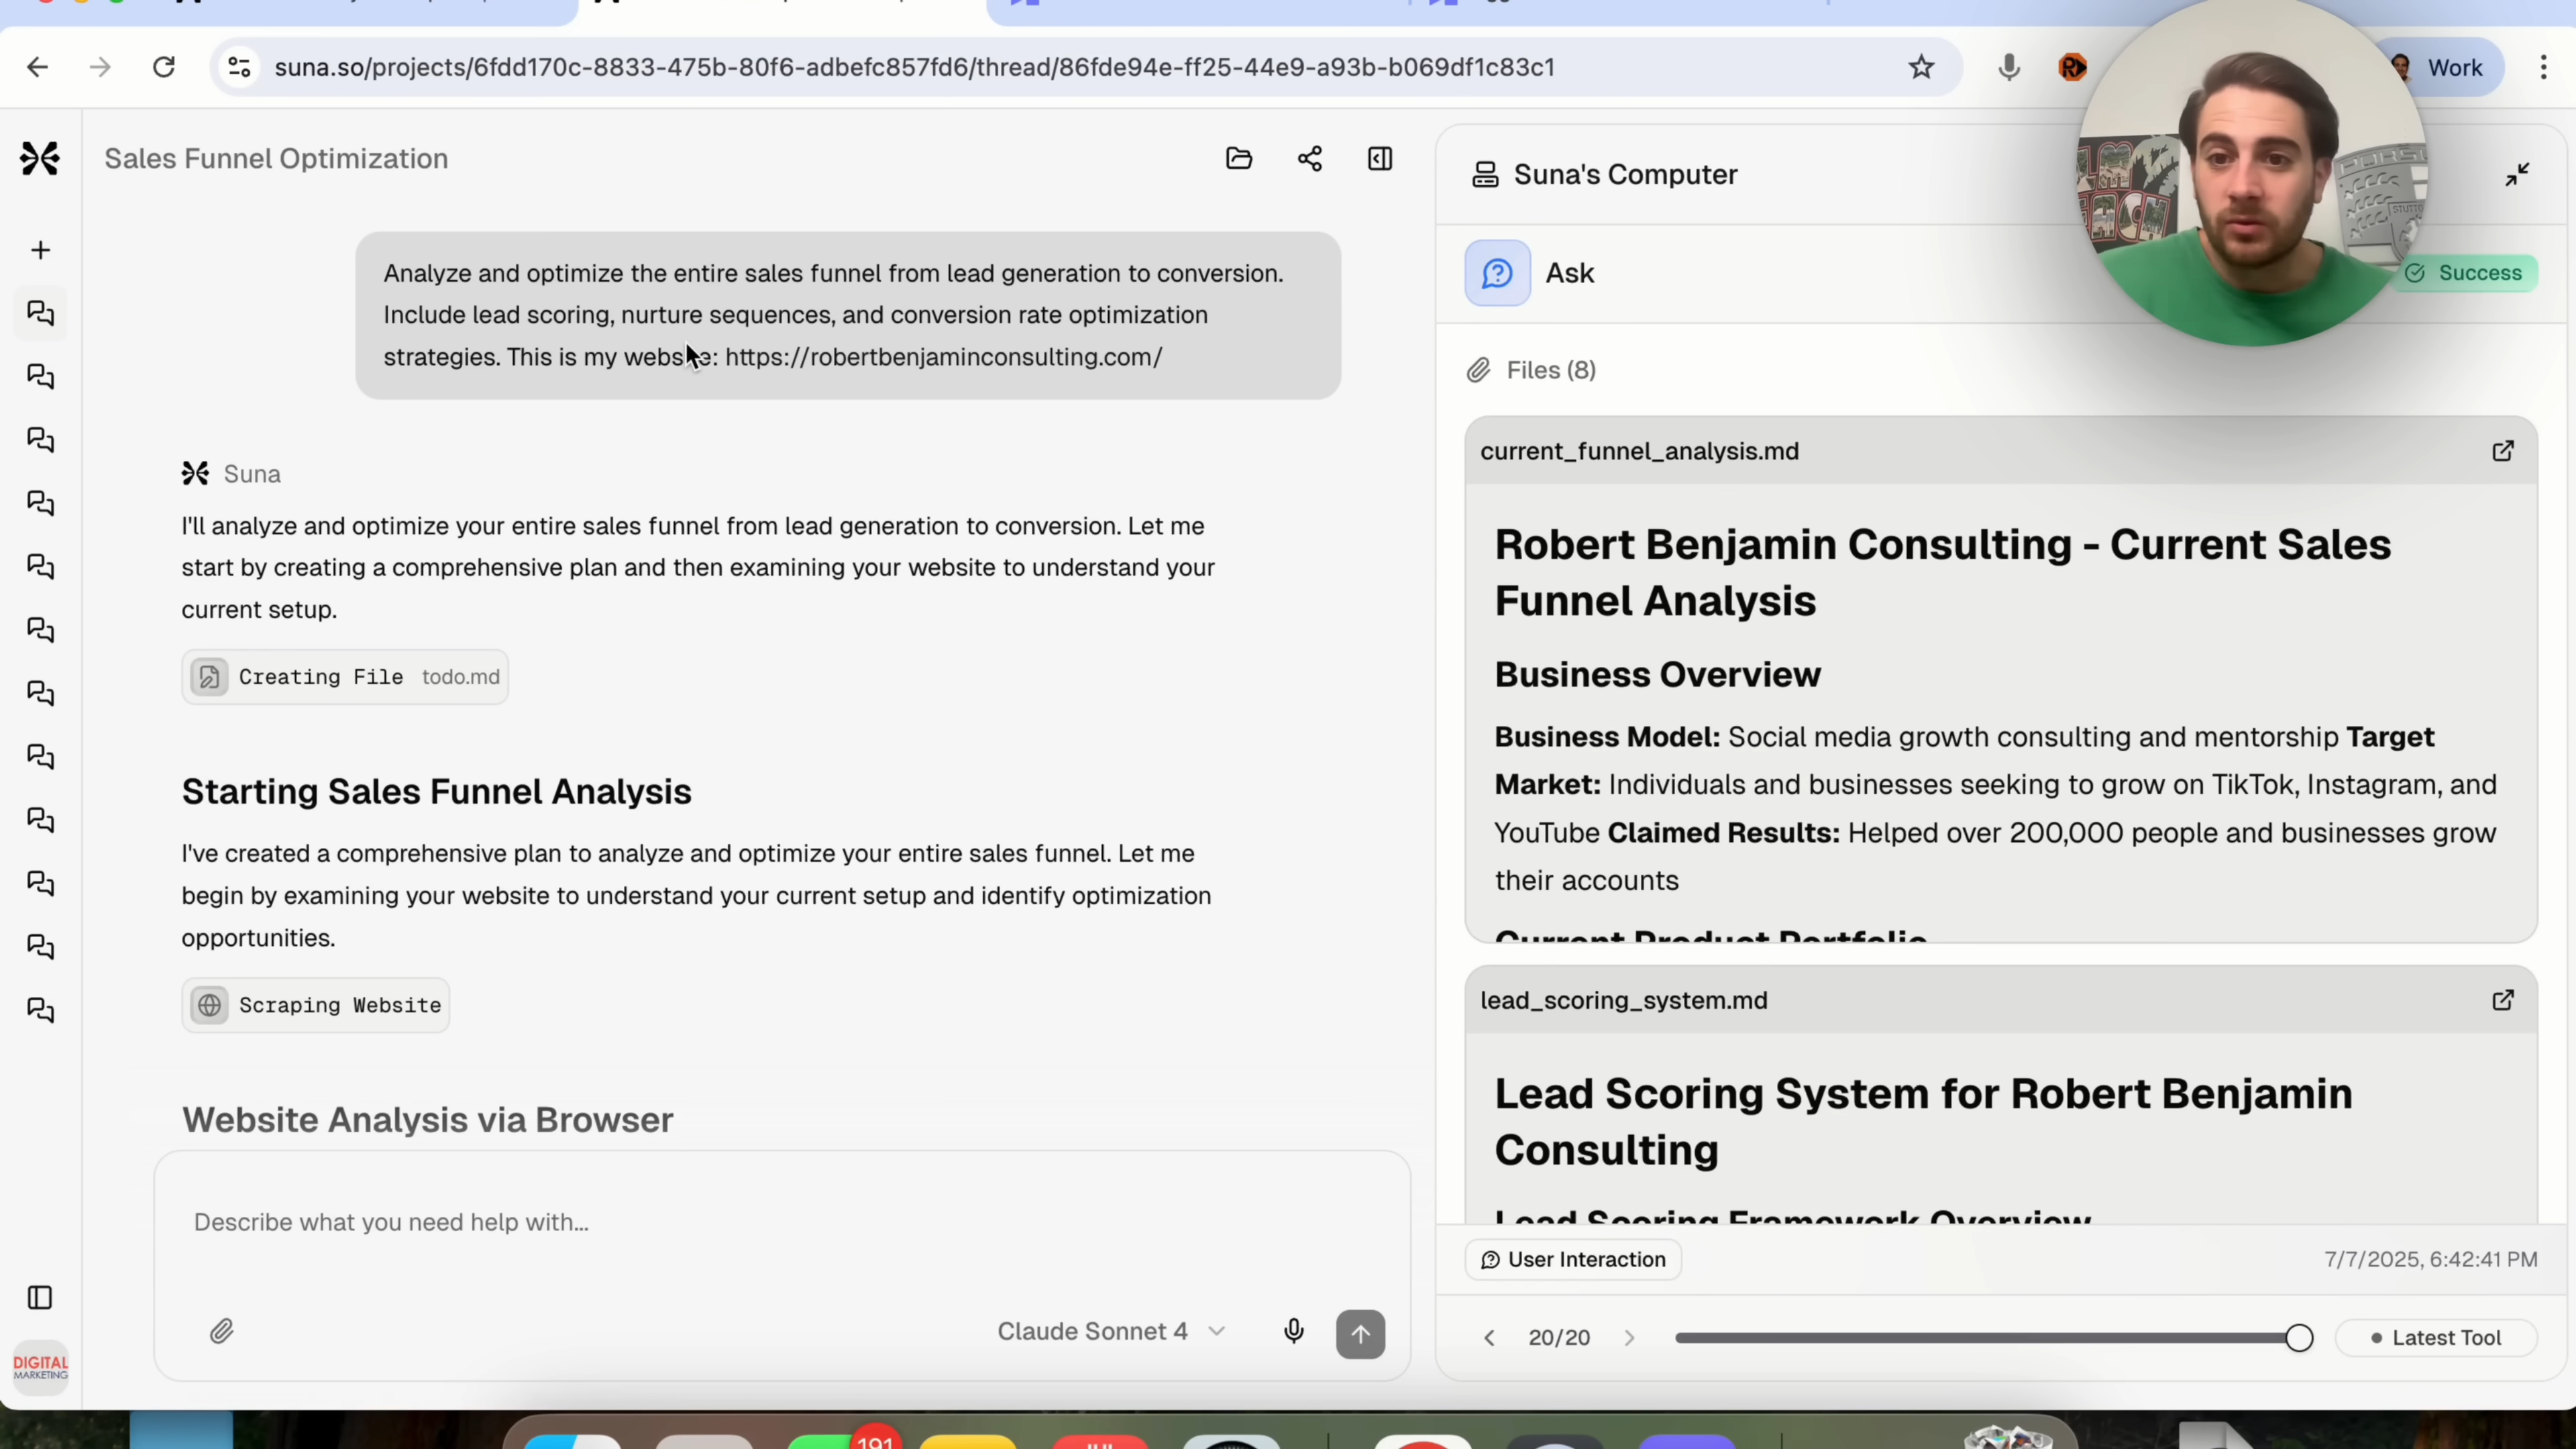 suna.so/projects/6fdd170c-8833-475b-80f6-adbefc857fd6/thread/86fde94e-ff25-44e9-a93b-b069df1c83c1
Work
Sales Funnel Optimization
Analyze and optimize the entire sales funnel from lead generation to conversion.
Include lead scoring, nurture sequences, and conversion rate optimization
strategies. This is my website: https://robertbenjaminconsulting.com/
Suna
I'll analyze and optimize your entire sales funnel from lead generation to conversion. Let me
start by creating a comprehensive plan and then examining your website to understand your
current setup.
Creating File todo.md
Starting Sales Funnel Analysis
I've created a comprehensive plan to analyze and optimize your entire sales funnel. Let me
begin by examining your website to understand your current setup and identify optimization
opportunities.
Scraping Website
Website Analysis via Browser
Describe what you need help with...
Claude Sonnet 4
DIGITAL
MARKETING
Suna's Computer
Ask
Success
Files (8)
current_funnel_analysis.md
Robert Benjamin Consulting - Current Sales
Funnel Analysis
Business Overview
Business Model: Social media growth consulting and mentorship Target
Market: Individuals and businesses seeking to grow on TikTok, Instagram, and
YouTube Claimed Results: Helped over 200,000 people and businesses grow
their accounts
Current Product Portfolio
lead_scoring_system.md
Lead Scoring System for Robert Benjamin
Consulting
Lead Scoring Framework Overview
User Interaction
7/7/2025, 6:42:41 PM
20/20
Latest Tool
191